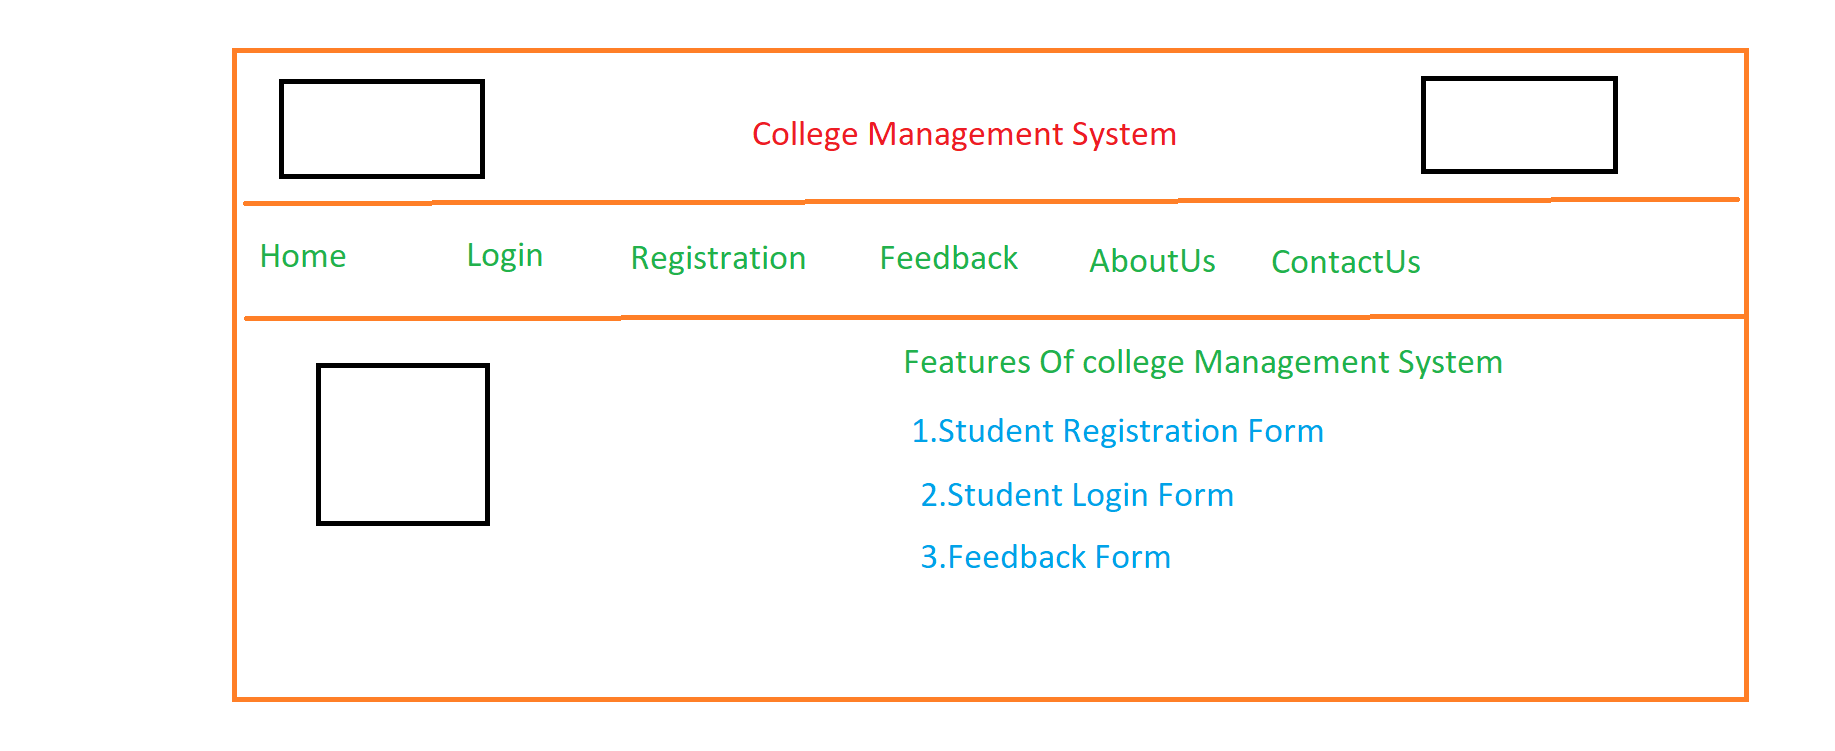 College Management System
Home Login Registration Feedback AboutUs ContactUs
Features Of college Management System
1.Student Registration Form
2.Student Login Form
3.Feedback Form